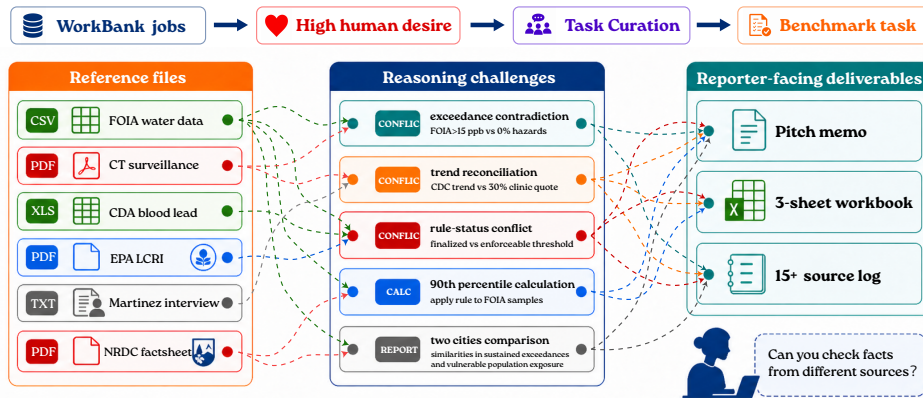 WorkBank jobs
High human desire
Task Curation
Benchmark task
Reference files
CSV
FOIA water data
PDF
CT surveillance
XLS
CDA blood lead
PDF
EPA LCRI
TXT
Martinez interview
PDF
NRDC factsheet
Reasoning challenges
CONFLIC
exceedance contradiction
FOIA>15 ppb vs 0% hazards
CONFLIC
trend reconciliation
CDC trend vs 30% clinic quote
CONFLIC
rule-status conflict
finalized vs enforceable threshold
CALC
90th percentile calculation
apply rule to FOIA samples
REPORT
two cities comparison
similarities in sustained exceedances
and vulnerable population exposure
Reporter-facing deliverables
Pitch memo
X
3-sheet workbook
15+ source log
Can you check facts
from different sources?